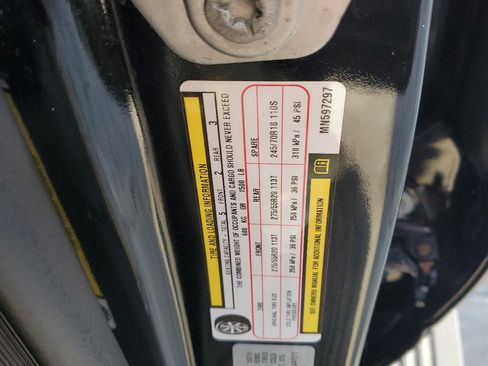 TIRE AND LOADING INFORMATION
SEATING CAPACITY - TOTAL 5 FRONT 2 REAR 3
THE COMBINED WEIGHT OF OCCUPANTS AND CARGO SHOULD NEVER EXCEED
680 KG OR 1500 LB
TIRE FRONT REAR SPARE
ORIGINAL TIRE SIZE 275/55R20 113T 275/55R20 113T 245/70R18 110S
COLD TIRE INFLATION PRESSURE 250 kPa / 36 PSI 250 kPa / 36 PSI 310 kPa / 45 PSI
SEE OWNERS MANUAL FOR ADDITIONAL INFORMATION
MN597297